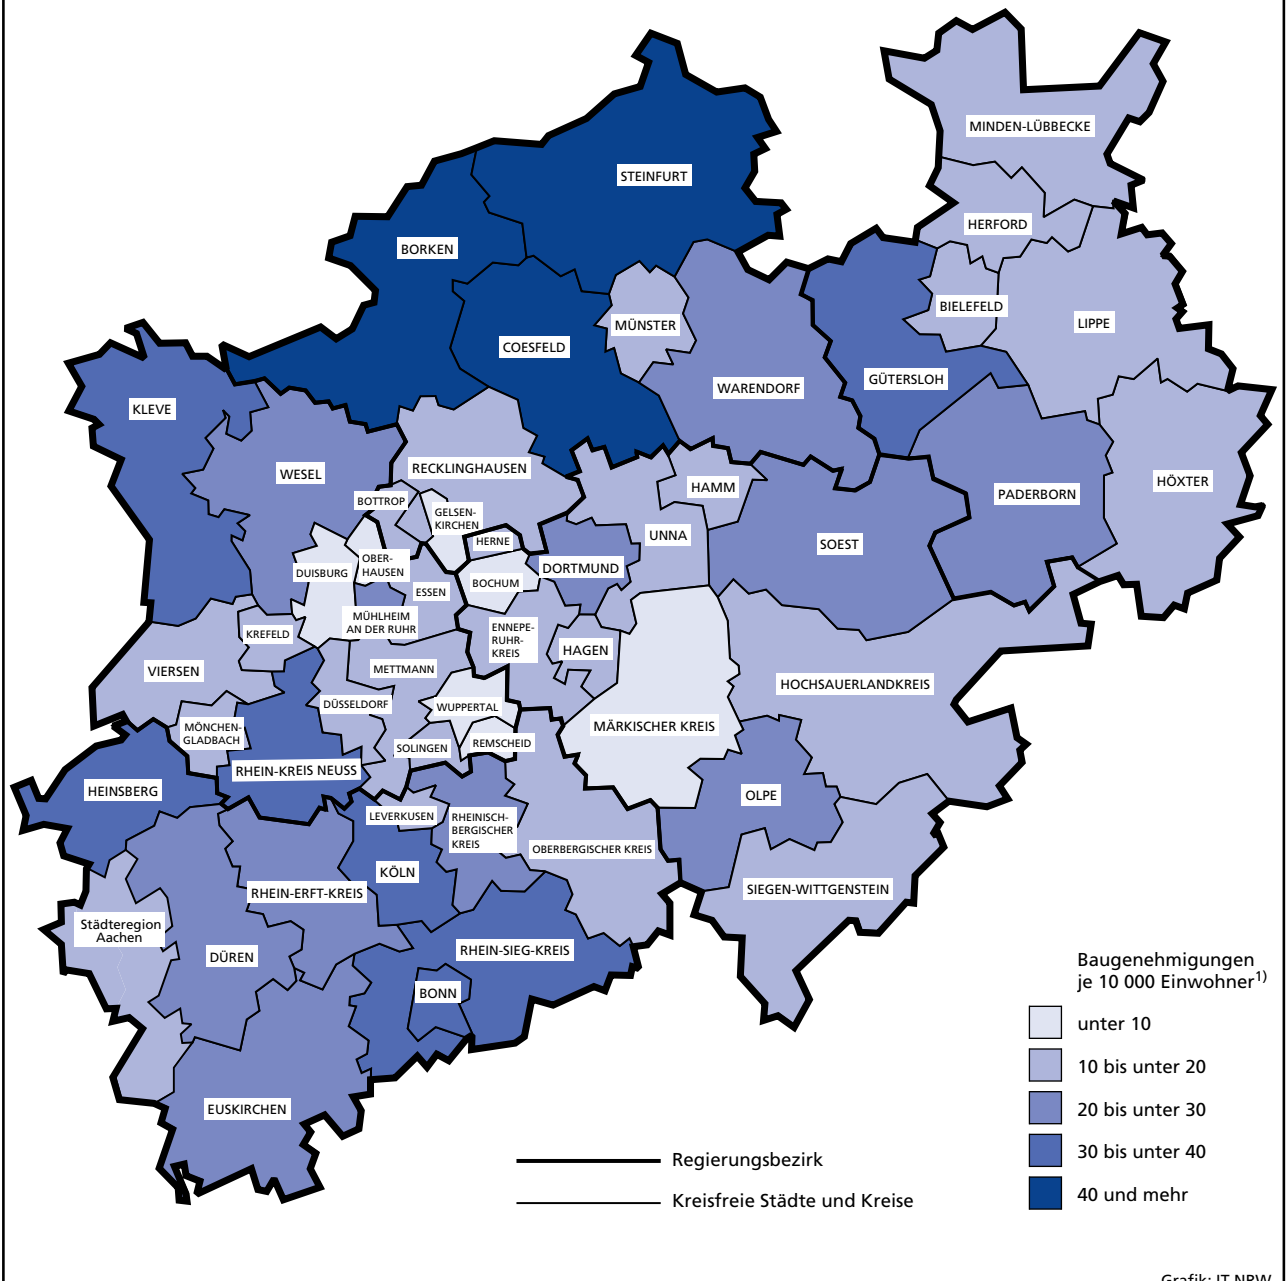 MINDEN-LÜBBECKE
STEINFURT
HERFORD
BORKEN
BIELEFELD
LIPPE
MÜNSTER
COESFELD
GÜTERSLOH
WARENDORF
KLEVE
RECKLINGHAUSEN
WESEL
HÖXTER
HAMM
PADERBORN
BOTTROP
GELSEN-
KIRCHEN
UNNA
HERNE
SOEST
OBER-
HAUSEN
DORTMUND
DUISBURG
BOCHUM
ESSEN
MÜHLHEIM
AN DER RUHR
ENNEPE-
RUHR-
KREIS
KREFELD
HAGEN
METTMANN
VIERSEN
HOCHSAUERLANDKREIS
DÜSSELDORF
WUPPERTAL
MÖNCHEN-
GLADBACH
MÄRKISCHER KREIS
REMSCHEID
SOLINGEN
RHEIN-KREIS NEUSS
HEINSBERG
OLPE
LEVERKUSEN
RHEINISCH-
BERGISCHER
KREIS
OBERBERGISCHER KREIS
KÖLN
SIEGEN-WITTGENSTEIN
RHEIN-ERFT-KREIS
Städteregion
Aachen
RHEIN-SIEG-KREIS
DÜREN
BONN
EUSKIRCHEN
Baugenehmigungen
je 10 000 Einwohner1)
unter 10
10 bis unter 20
20 bis unter 30
30 bis unter 40
40 und mehr
Regierungsbezirk
Kreisfreie Städte und Kreise
Grafik: IT.NRW